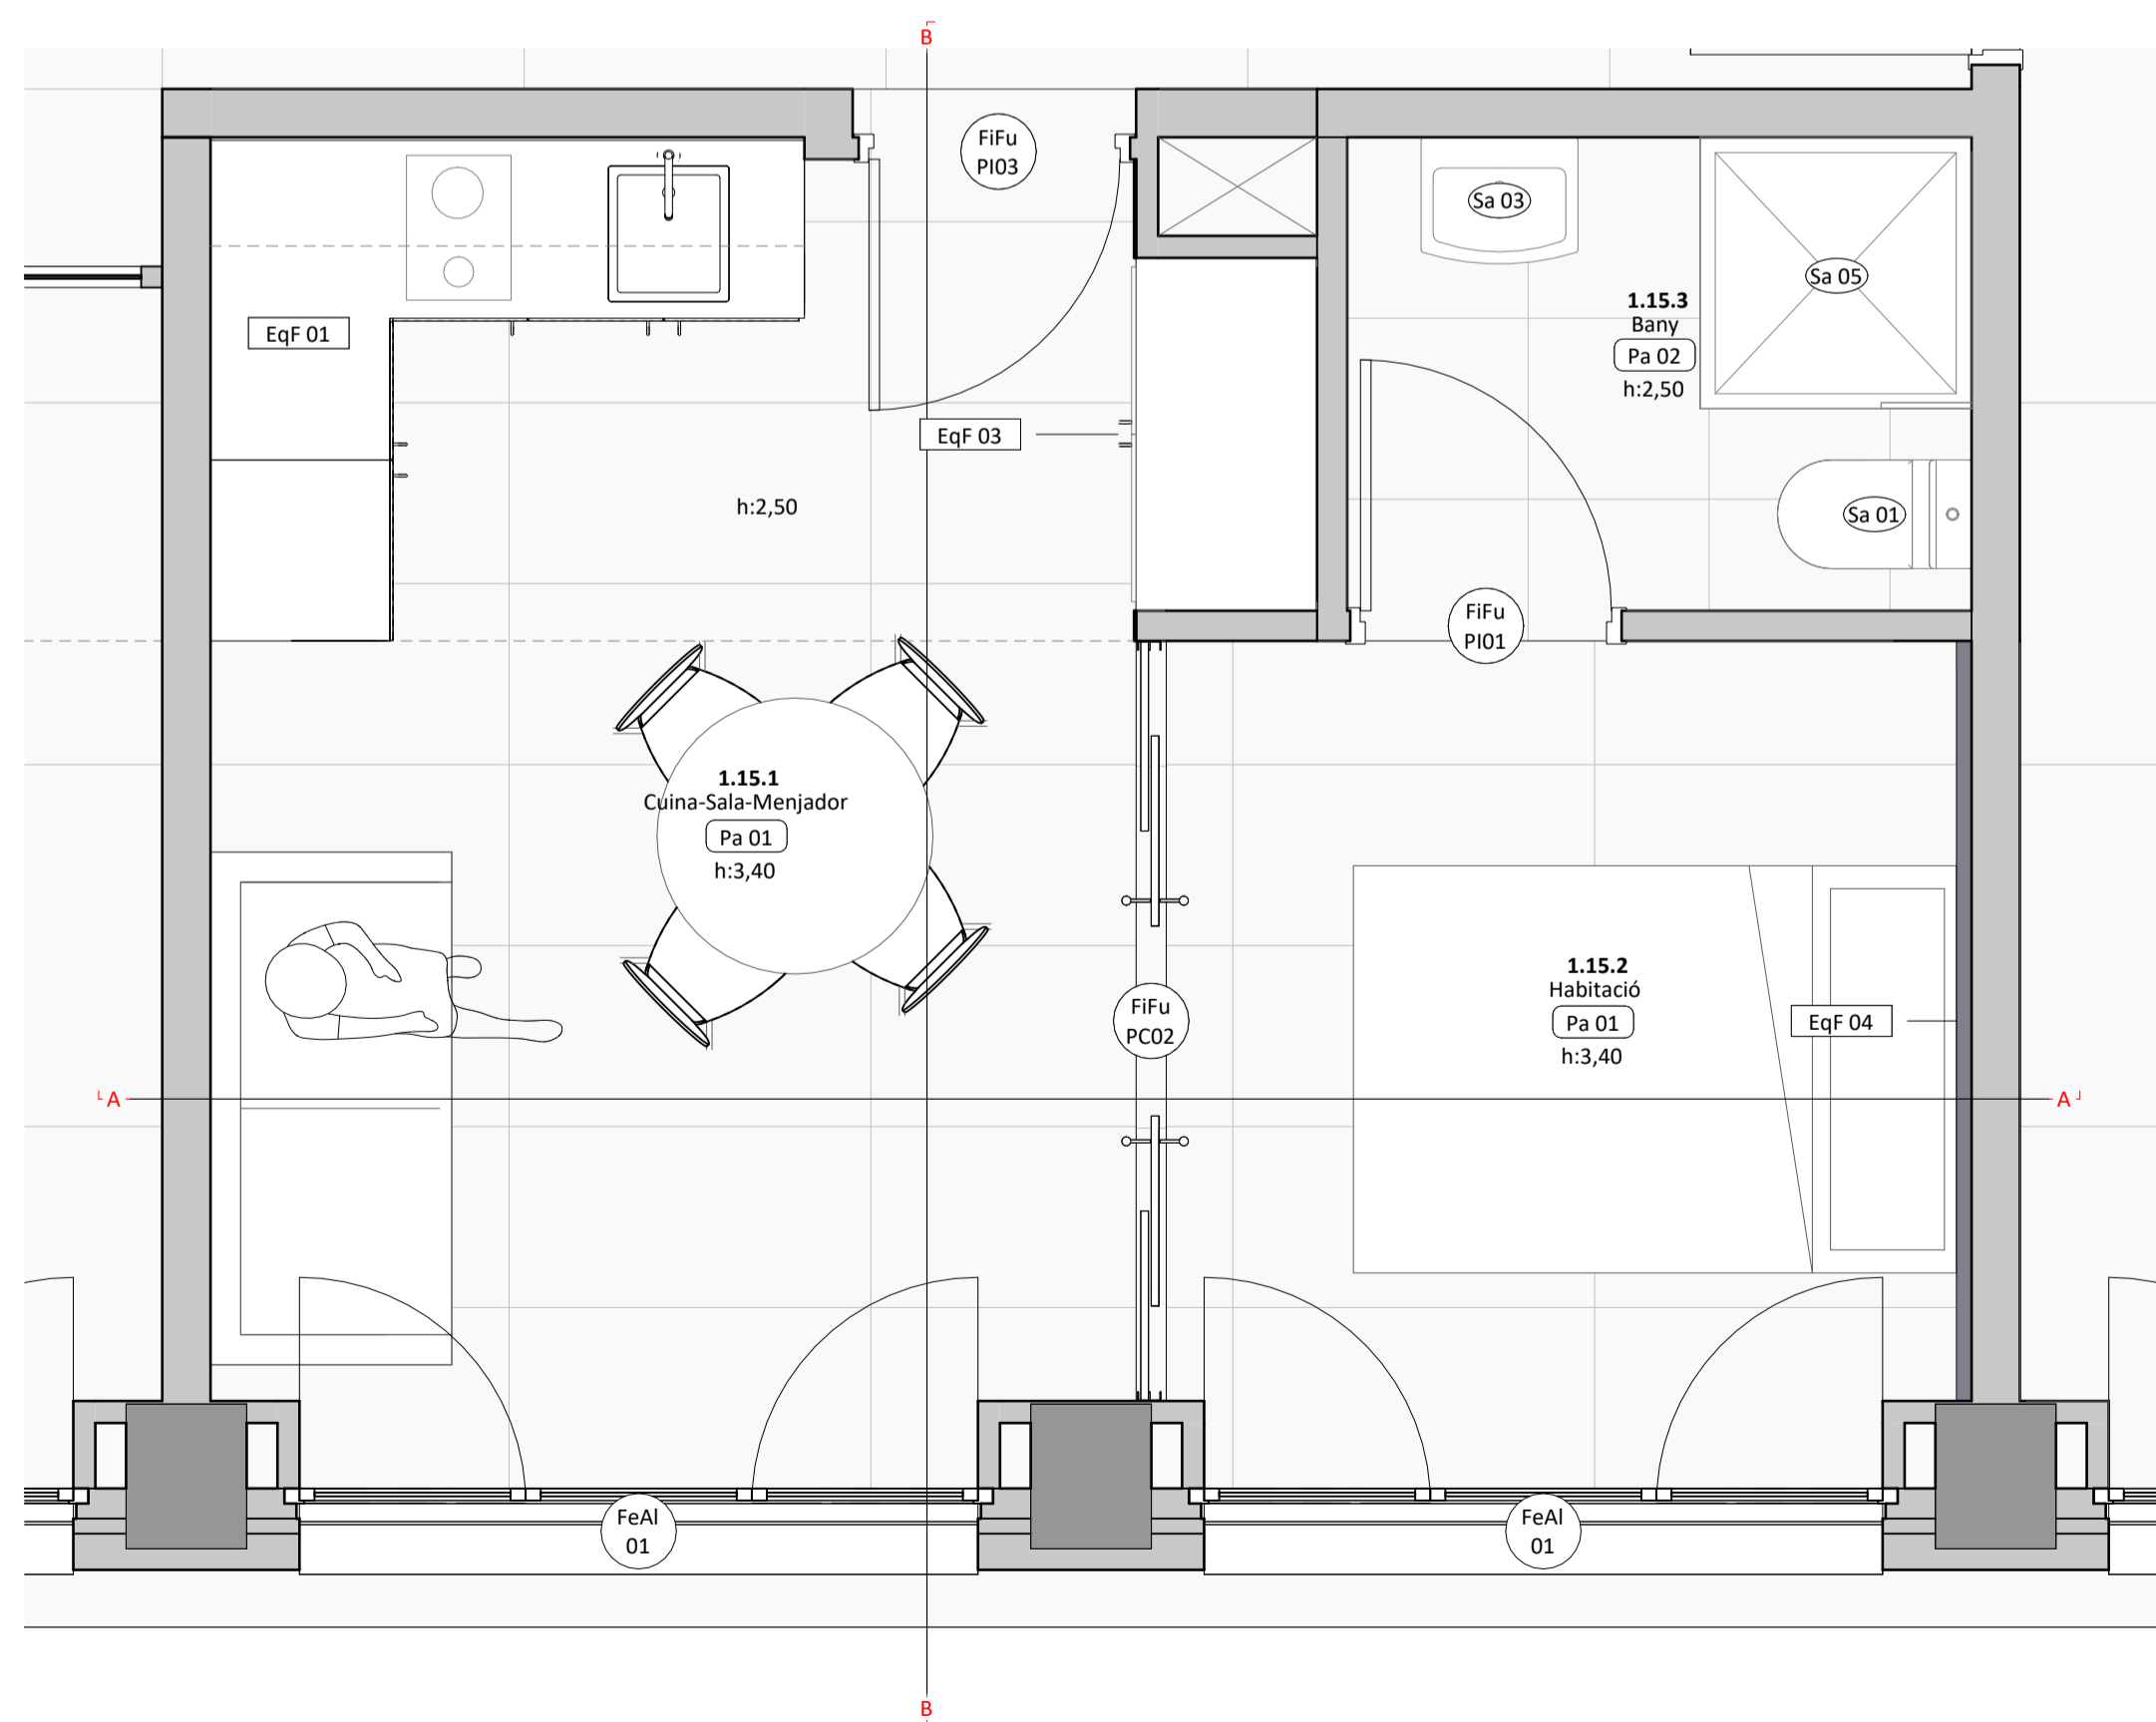 B
FiFu
PI03
Sa 03
Sa 05
1.15.3
Bany
Pa 02
h:2,50
EqF 01
EqF 03
h:2,50
Sa 01
FiFu
PI01
1.15.1
Cuina-Sala-Menjador
Pa 01
h:3,40
1.15.2
Habitació
Pa 01
h:3,40
FiFu
PC02
EqF 04
A
A
FeAl
01
FeAl
01
B